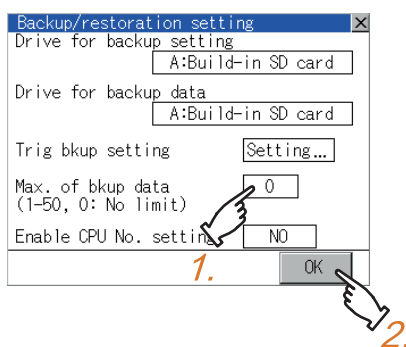 Backup/restoration setting
Drive for backup setting
A:Build-in SD card
Drive for backup data
A:Build-in SD card
Trig bkup setting Setting...
Max. of bkup data 0
(1-50, 0: No limit)
Enable CPU No. setting NO
1.
OK
2.